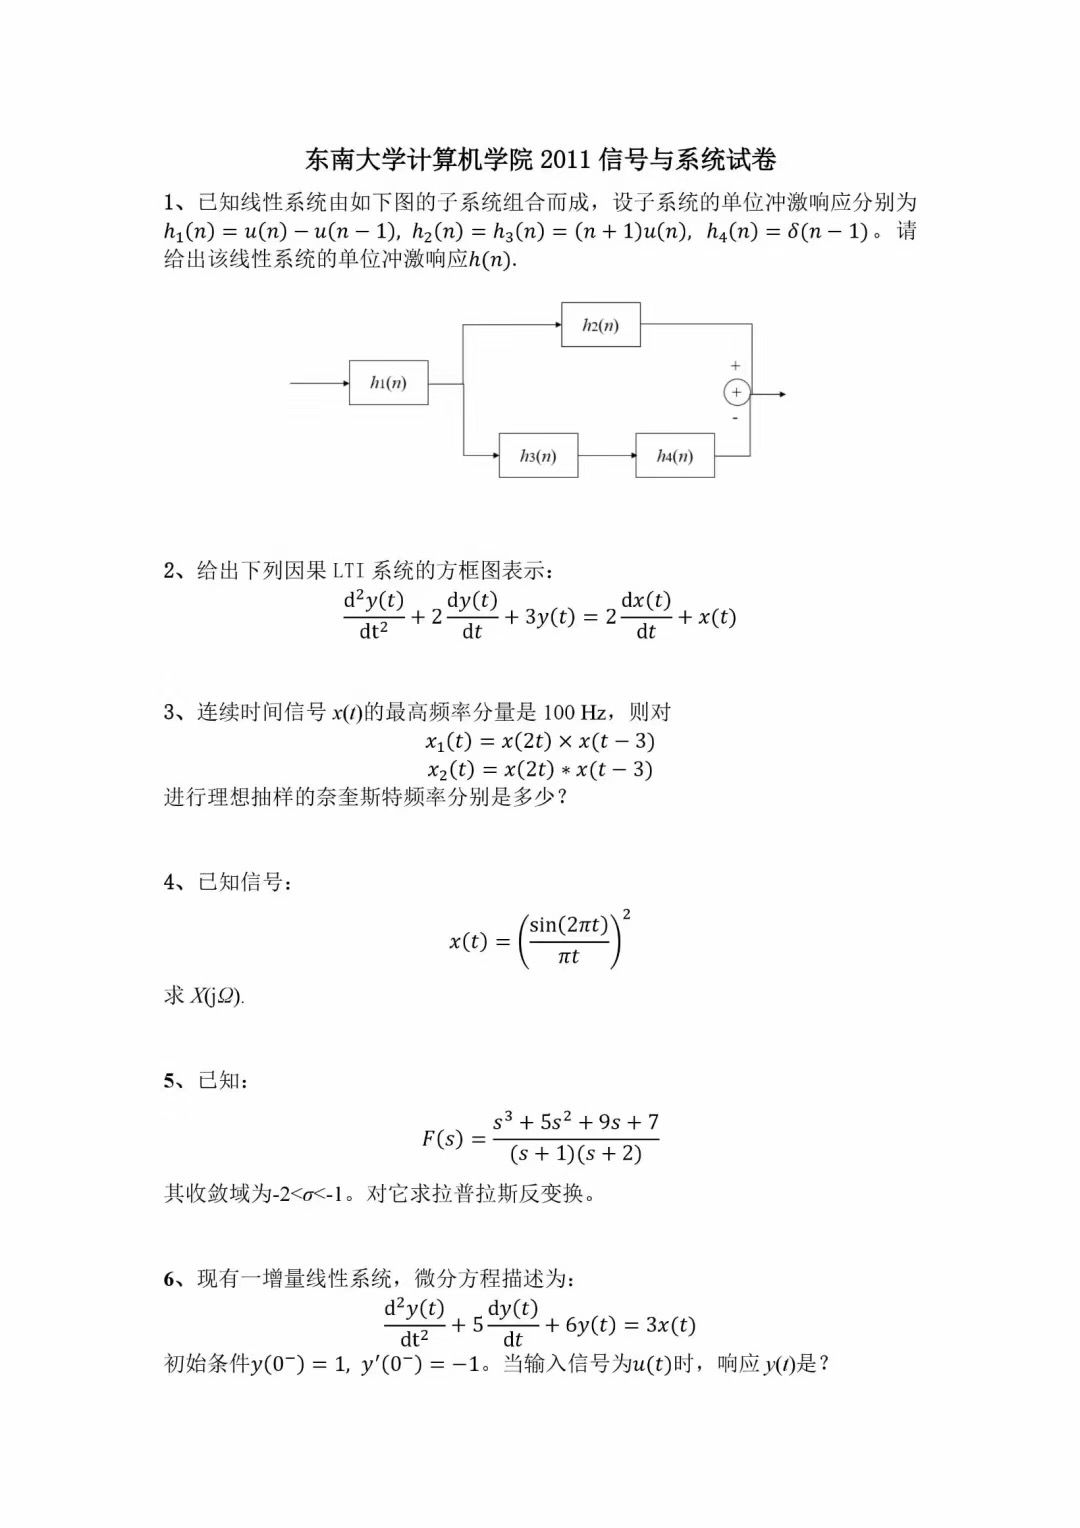 东南大学计算机学院 2011 信号与系统试卷
1、已知线性系统由如下图的子系统组合而成，设子系统的单位冲激响应分别为
h₁(n) = u(n) − u(n − 1), h₂(n) = h₃(n) = (n + 1)u(n), h₄(n) = δ(n − 1)。请
给出该线性系统的单位冲激响应h(n).
h2(n)
h1(n)
+
+
-
h3(n)
h4(n)
2、给出下列因果 LTI 系统的方框图表示：
d²y(t)/dt² + 2 dy(t)/dt + 3y(t) = 2 dx(t)/dt + x(t)
3、连续时间信号 x(t)的最高频率分量是 100 Hz，则对
x₁(t) = x(2t) × x(t − 3)
x₂(t) = x(2t) ∗ x(t − 3)
进行理想抽样的奈奎斯特频率分别是多少？
4、已知信号：
x(t) = (sin(2πt)/πt)²
求 X(jΩ).
5、已知：
F(s) = (s³ + 5s² + 9s + 7)/((s + 1)(s + 2))
其收敛域为-2<σ<-1。对它求拉普拉斯反变换。
6、现有一增量线性系统，微分方程描述为：
d²y(t)/dt² + 5 dy(t)/dt + 6y(t) = 3x(t)
初始条件y(0⁻) = 1, y′(0⁻) = −1。当输入信号为u(t)时，响应 y(t)是？